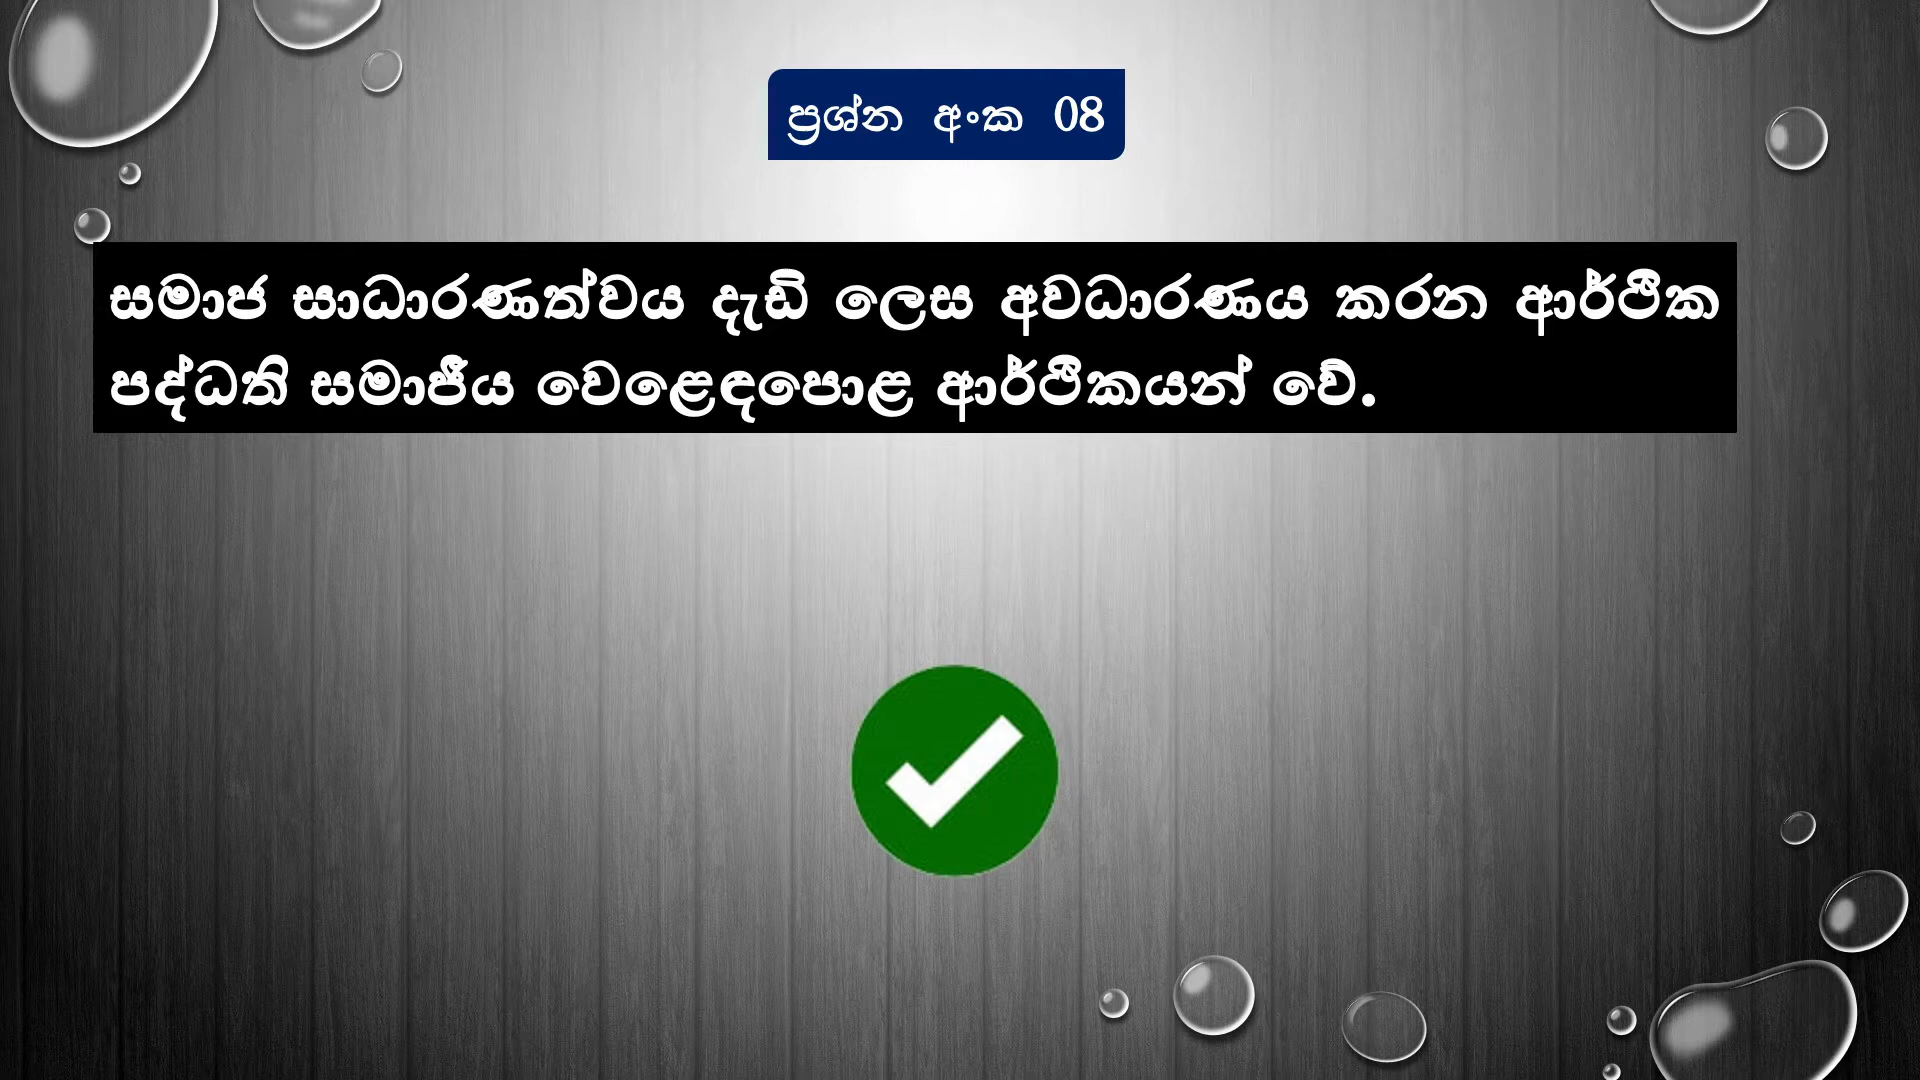 ප්‍රශ්න අංක 08
සමාජ සාධාරණත්වය දැඩි ලෙස අවධාරණය කරන ආර්ථික
පද්ධති සමාජීය වෙළෙඳපොළ ආර්ථිකයන් වේ.